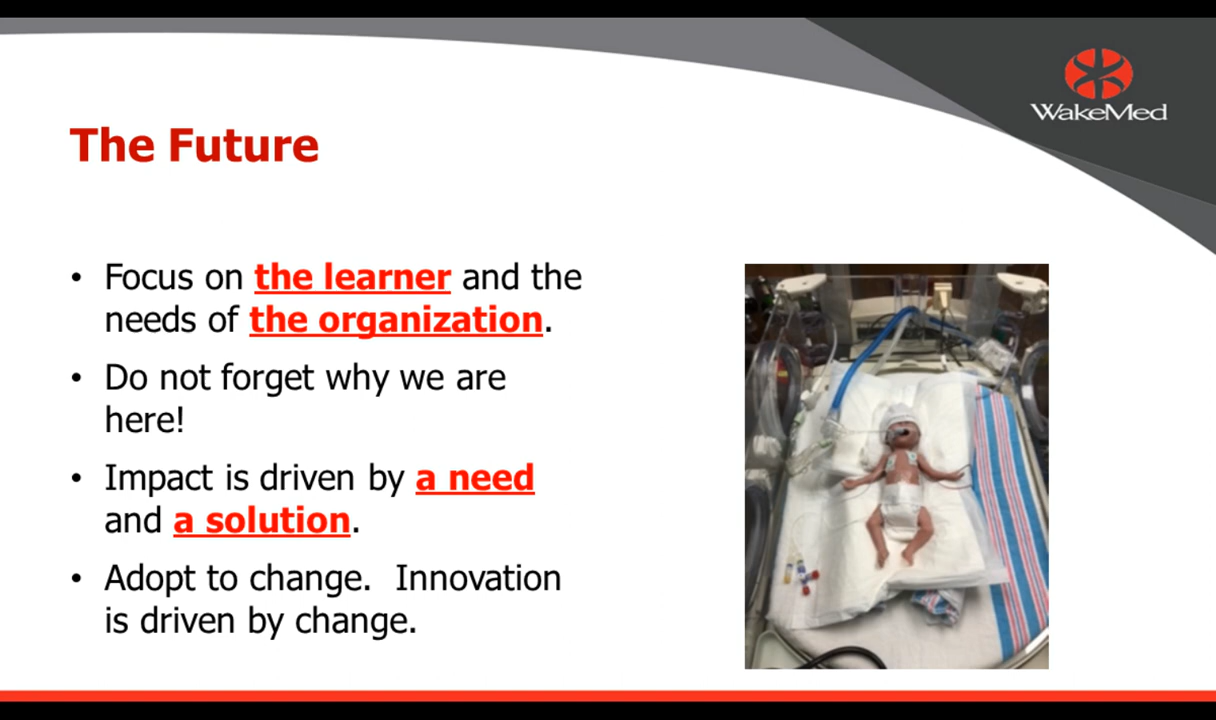 WakeMed
The Future
• Focus on the learner and the
needs of the organization.
• Do not forget why we are
here!
• Impact is driven by a need
and a solution.
• Adopt to change.  Innovation
is driven by change.